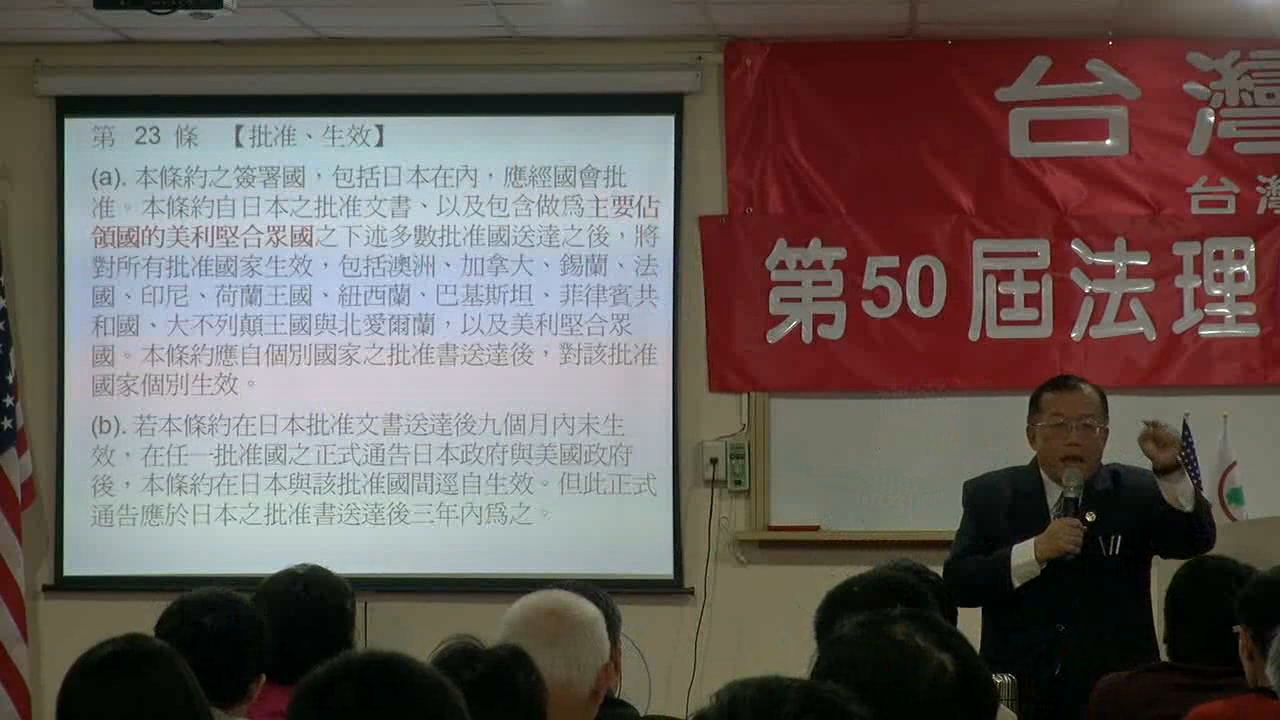 第 23 條 【批准、生效】
(a). 本條約之簽署國，包括日本在內，應經國會批
准。本條約自日本之批准文書、以及包含做為主要佔
領國的美利堅合眾國之下述多數批准國送達之後，將
對所有批准國家生效，包括澳洲、加拿大、錫蘭、法
國、印尼、荷蘭王國、紐西蘭、巴基斯坦、菲律賓共
和國、大不列顛王國與北愛爾蘭，以及美利堅合眾
國。本條約應自個別國家之批准書送達後，對該批准
國家個別生效。
(b). 若本條約在日本批准文書送達後九個月內未生
效，在任一批准國之正式通告日本政府與美國政府
後，本條約在日本與該批准國間逕自生效。但此正式
通告應於日本之批准書送達後三年內為之。
台灣
台灣
第50屆法理